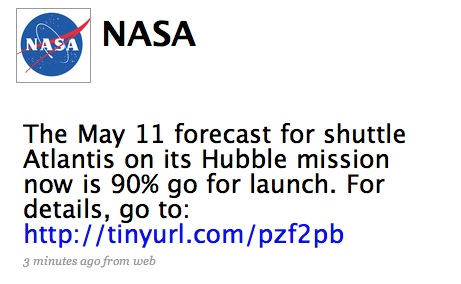 NASA
NASA
The May 11 forecast for shuttle
Atlantis on its Hubble mission
now is 90% go for launch. For
details, go to:
http://tinyurl.com/pzf2pb
3 minutes ago from web